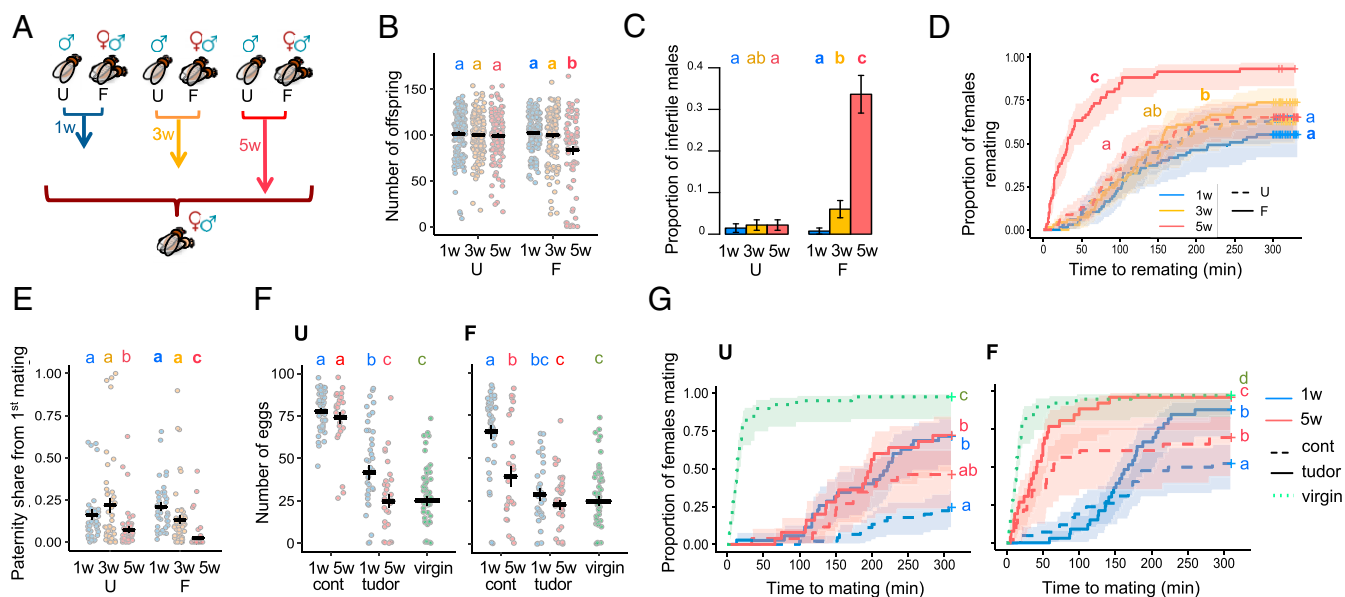 A
♂ ♀♂ ♂ ♀♂ ♂ ♀♂
U F U F U F
1w
3w
5w
♀♂
B
Number of offspring
a a a a a b
150
100
50
0
1w 3w 5w 1w 3w 5w
U F
C
Proportion of infertile males
a ab a a b c
0.4
0.3
0.2
0.1
0
1w 3w 5w 1w 3w 5w
U F
D
Proportion of females
remating
1.00
0.75
0.50
0.25
0.00
c
b
ab
a
a
a
1w
3w
5w
U
F
0 50 100 150 200 250 300
Time to remating (min)
E
Paternity share from 1st mating
a a b a a c
1.00
0.75
0.50
0.25
0.00
1w 3w 5w 1w 3w 5w
U F
F
U F
Number of eggs
a a b c c
a b bc c c
100
75
50
25
0
1w 5w 1w 5w virgin
cont tudor
1w 5w 1w 5w virgin
cont tudor
G
U F
Proportion of females mating
1.00
0.75
0.50
0.25
0.00
c
b
b
ab
a
d
c
b
b
a
0 50 100 150 200 250 300
Time to mating (min)
0 50 100 150 200 250 300
Time to mating (min)
1w
5w
cont
tudor
virgin